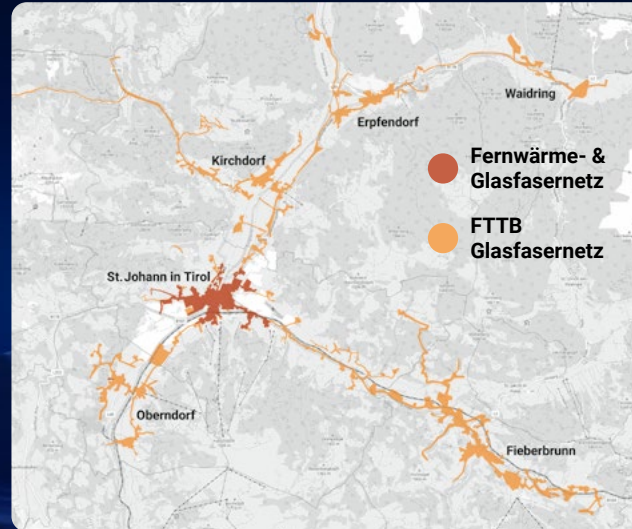 Waidring
Erpfendorf
Kirchdorf
Fernwärme- &
Glasfasernetz
FTTB
Glasfasernetz
St. Johann in Tirol
Oberndorf
Fieberbrunn